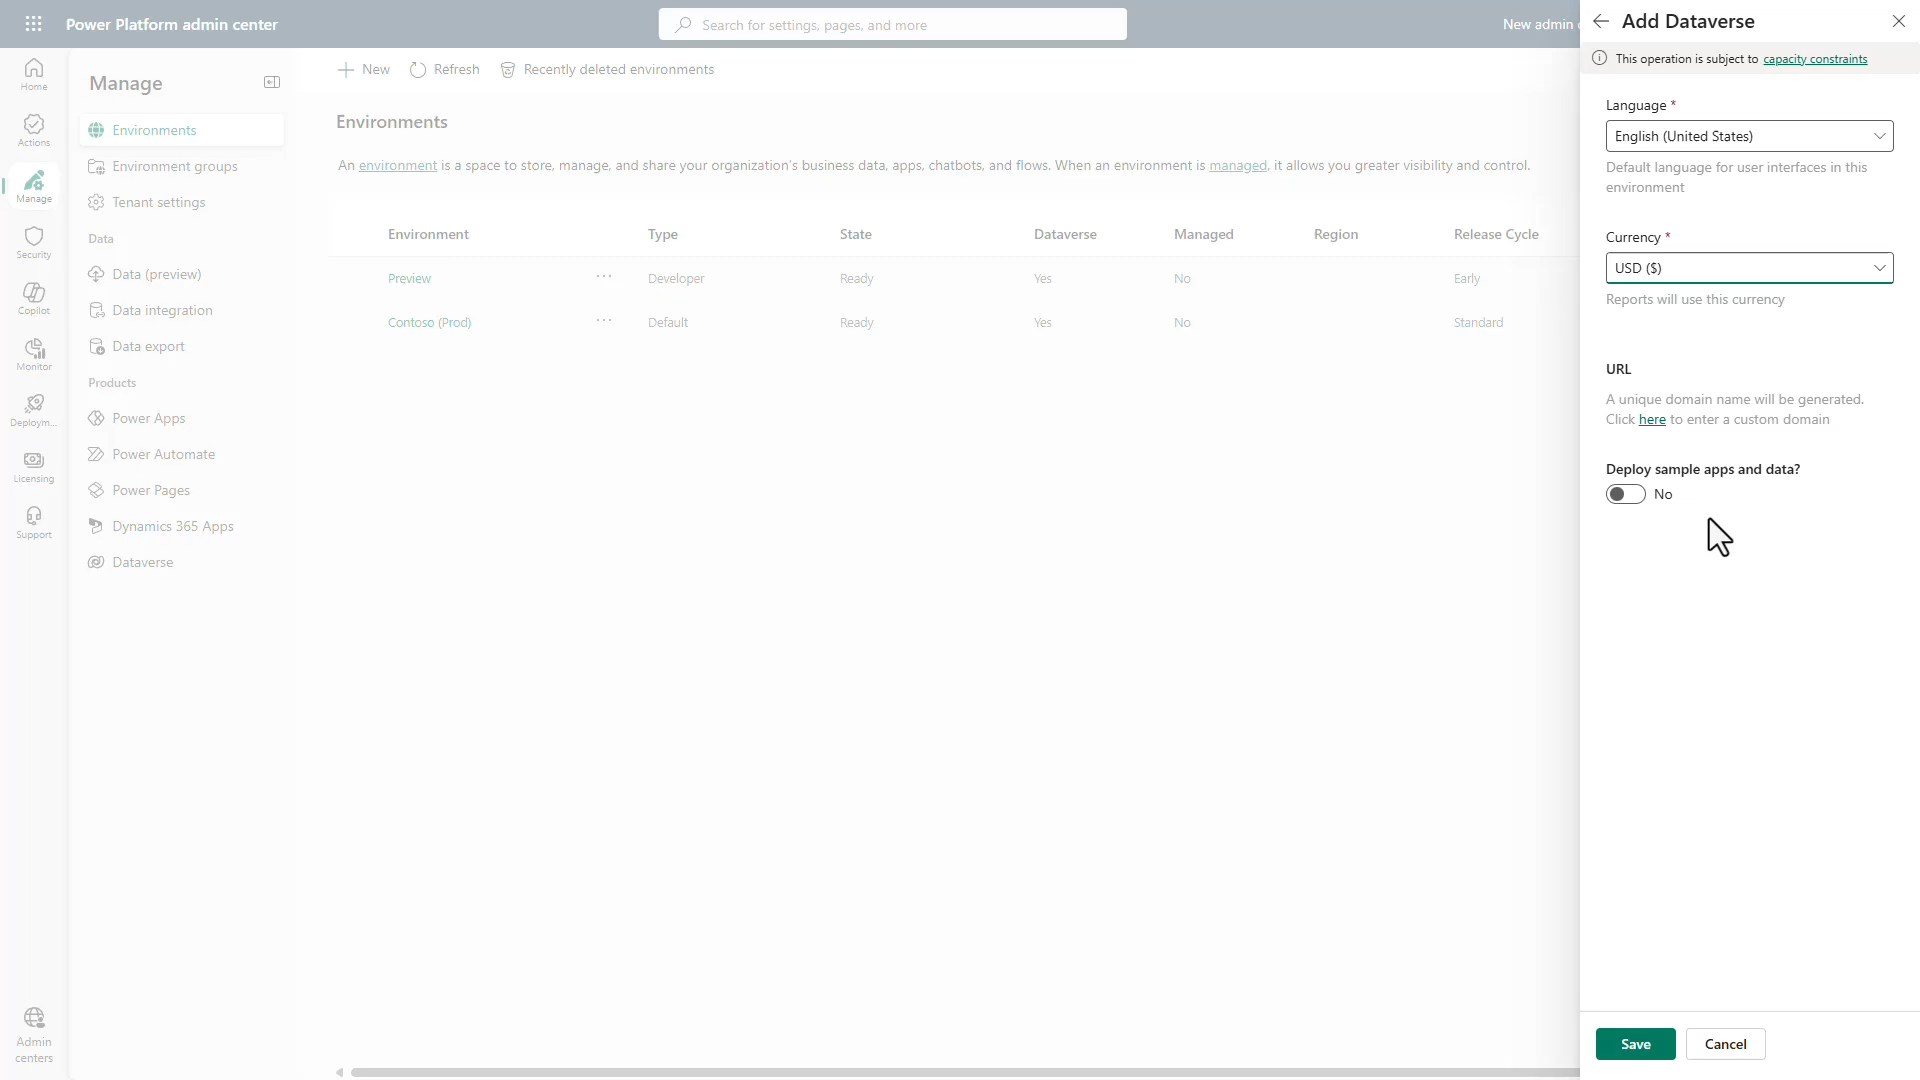 Power Platform admin center
Search for settings, pages, and more
New admin
Home
Actions
Manage
Security
Copilot
Monitor
Deploym...
Licensing
Support
Admin
centers
Manage
Environments
Environment groups
Tenant settings
Data
Data (preview)
Data integration
Data export
Products
Power Apps
Power Automate
Power Pages
Dynamics 365 Apps
Dataverse
New
Refresh
Recently deleted environments
Environments
An environment is a space to store, manage, and share your organization's business data, apps, chatbots, and flows. When an environment is managed, it allows you greater visibility and control.
Environment Type State Dataverse Managed Region Release Cycle
Preview ... Developer Ready Yes No Early
Contoso (Prod) ... Default Ready Yes No Standard
Add Dataverse
This operation is subject to capacity constraints
Language *
English (United States)
Default language for user interfaces in this
environment
Currency *
USD ($)
Reports will use this currency
URL
A unique domain name will be generated.
Click here to enter a custom domain
Deploy sample apps and data?
No
Save
Cancel